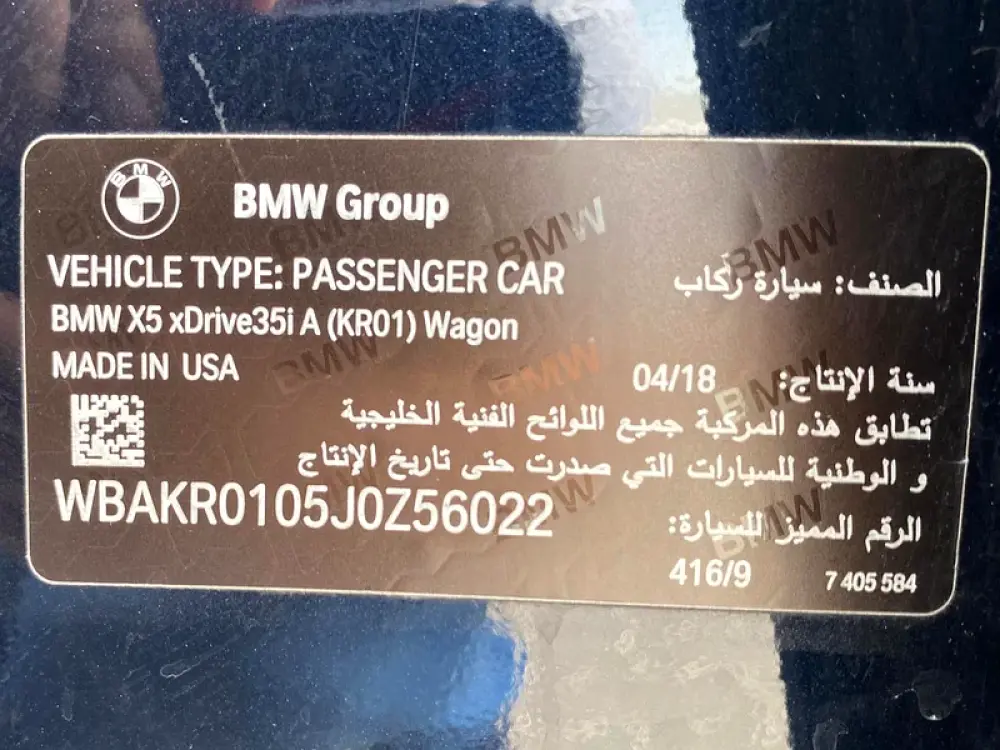 BMW
BMW Group
VEHICLE TYPE: PASSENGER CAR
الصنف: سيارة ركاب
BMW X5 xDrive35i A (KR01) Wagon
MADE IN USA
سنة الإنتاج: 04/18
تطابق هذه المركبة جميع اللوائح الفنية الخليجية
و الوطنية للسيارات التي صدرت حتى تاريخ الإنتاج
WBAKR0105J0Z56022
الرقم المميز للسيارة:
416/9
7 405 584